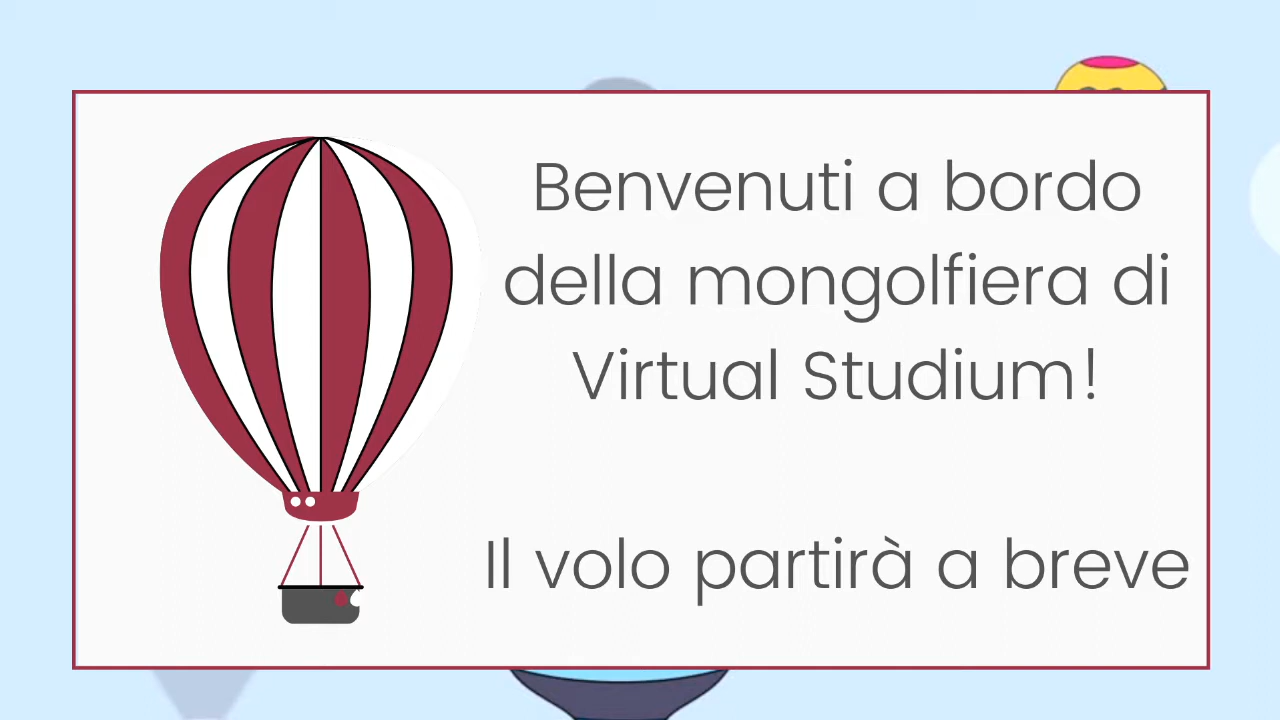 Benvenuti a bordo
della mongolfiera di
Virtual Studium!
Il volo partirà a breve